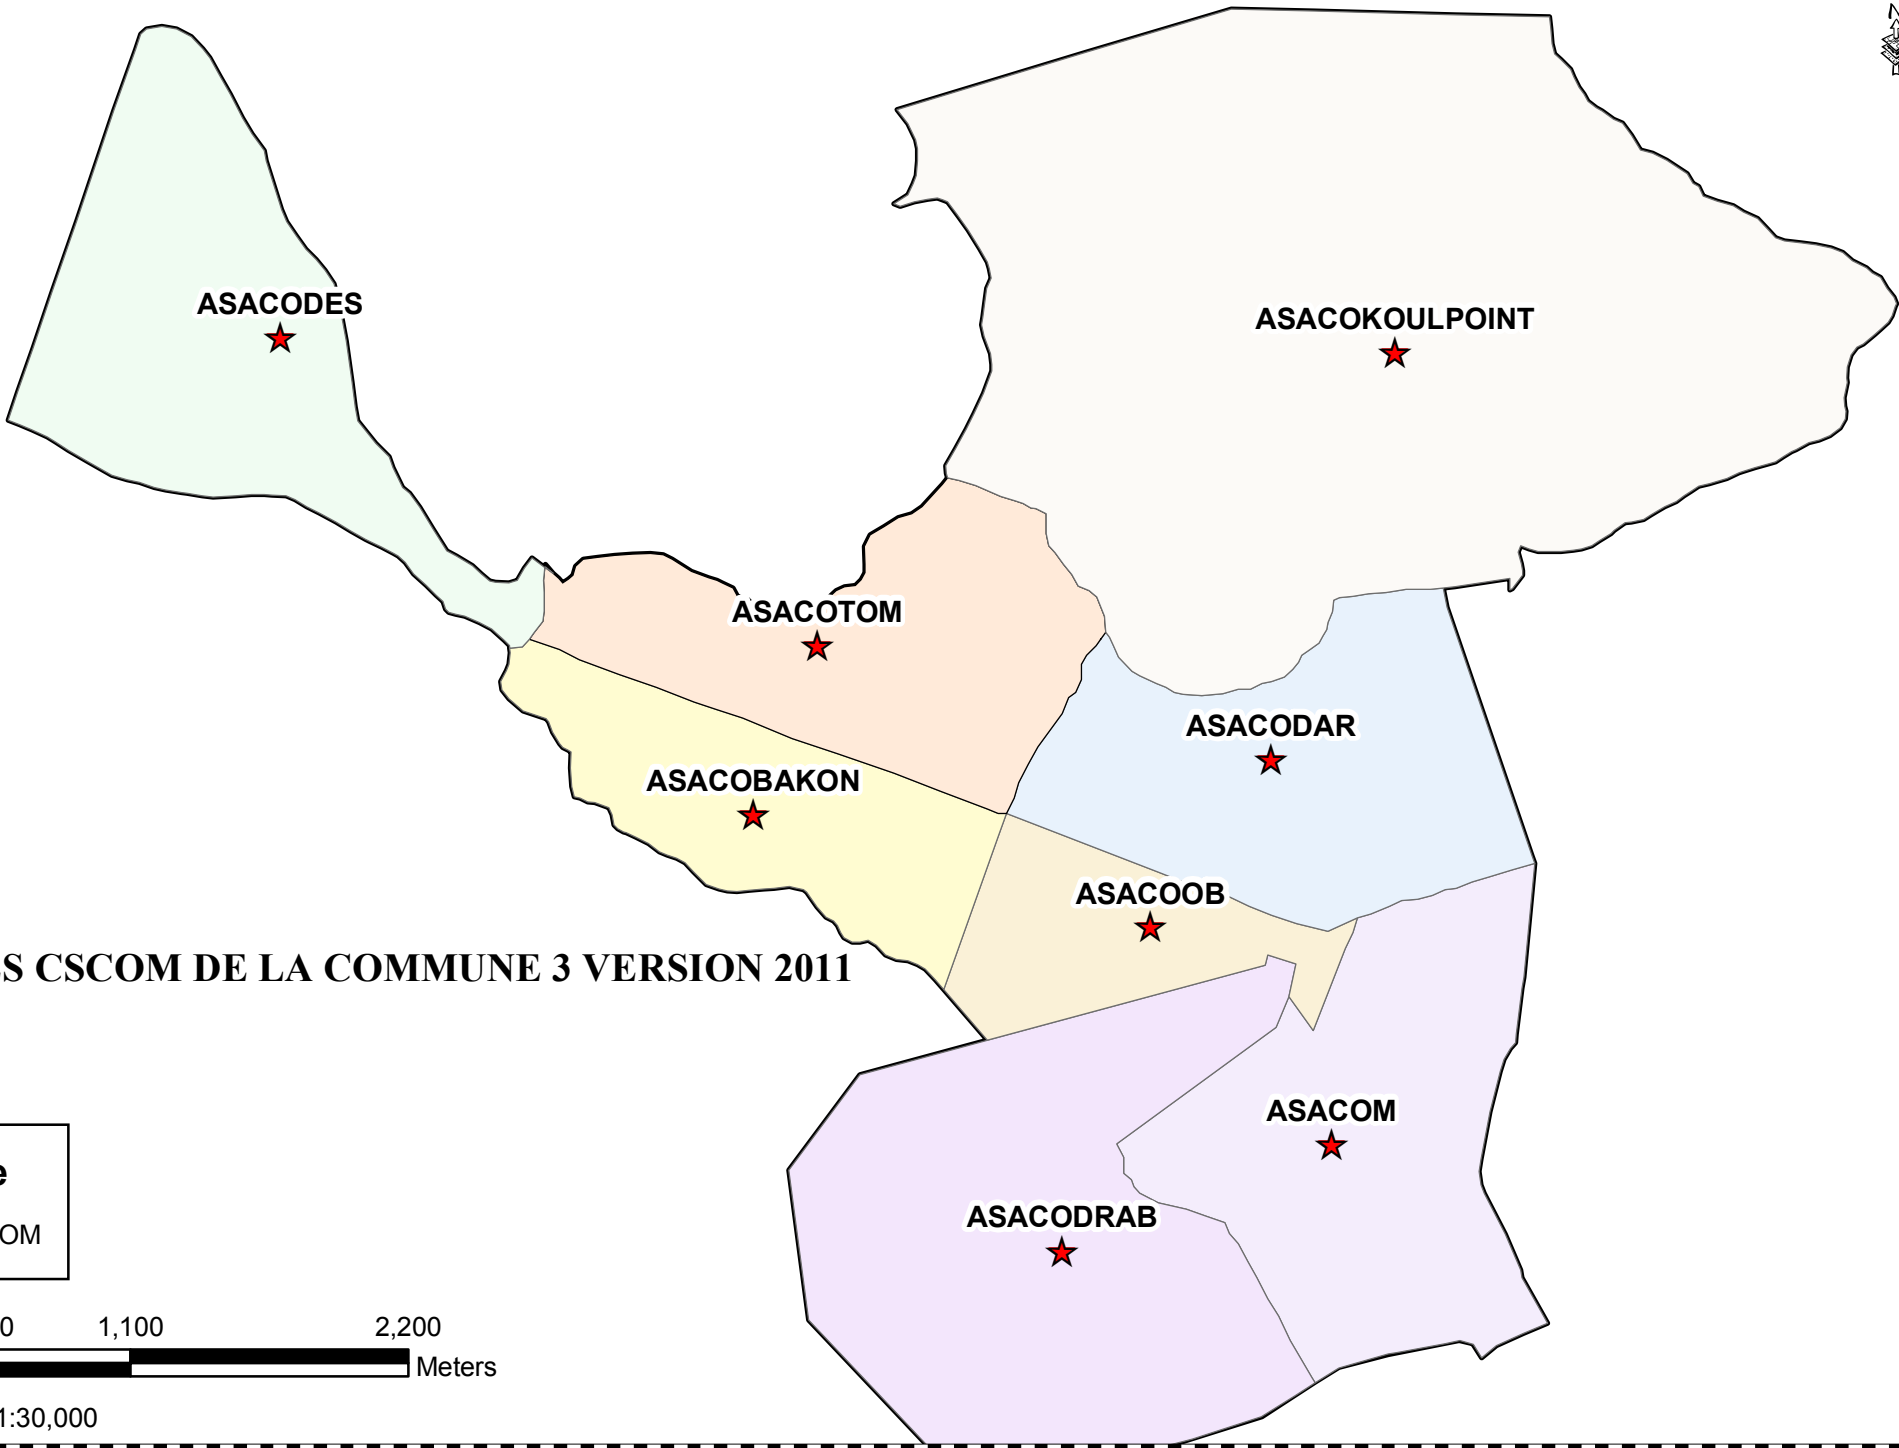 N
ASACODES
ASACOKOULPOINT
ASACOTOM
ASACODAR
ASACOBAKON
ASACOOB
S CSCOM DE LA COMMUNE 3 VERSION 2011
ASACOM
e
ASACODRAB
OM
0 1,100 2,200
Meters
1:30,000